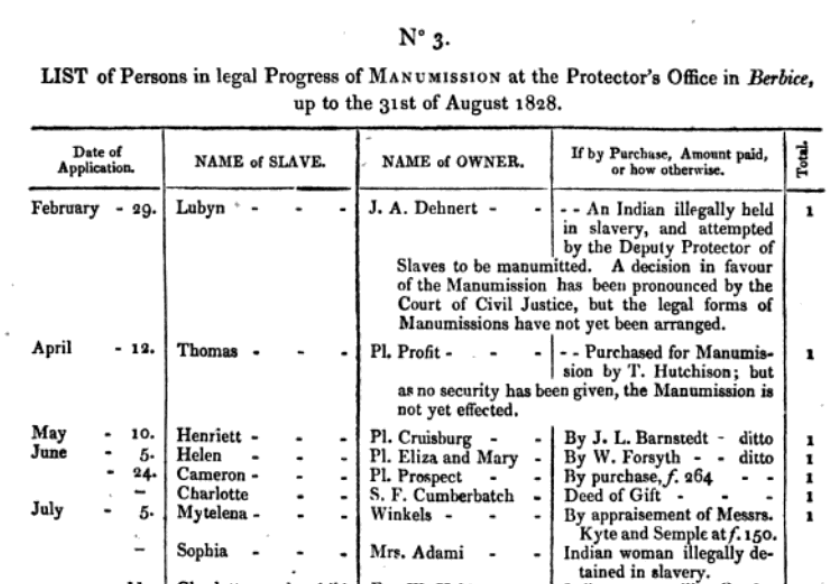 Nº 3.
LIST of Persons in legal Progress of MANUMISSION at the Protector's Office in Berbice,
up to the 31st of August 1828.
Date of Application. NAME of SLAVE. NAME of OWNER. If by Purchase, Amount paid, or how otherwise. Total.
February - 29. Lubyn - - - J. A. Dehnert - - - - An Indian illegally held 1
in slavery, and attempted
by the Deputy Protector of
Slaves to be manumitted. A decision in favour
of the Manumission has been pronounced by the
Court of Civil Justice, but the legal forms of
Manumissions have not yet been arranged.
April - 12. Thomas - - - Pl. Profit - - - - - Purchased for Manumis- 1
sion by T. Hutchison; but
as no security has been given, the Manumission is
not yet effected.
May - 10. Henriett - - - Pl. Cruisburg - - By J. L. Barnstedt - ditto 1
June - 5. Helen - - - Pl. Eliza and Mary - By W. Forsyth - - ditto 1
- 24. Cameron - - - Pl. Prospect - - By purchase, f. 264 - - 1
— Charlotte - - S. F. Cumberbatch - Deed of Gift - - - 1
July - 5. Mytelena - - - Winkels - - - By appraisement of Messrs. 1
Kyte and Semple at f. 150.
— Sophia - - - Mrs. Adami - - Indian woman illegally de-
tained in slavery.